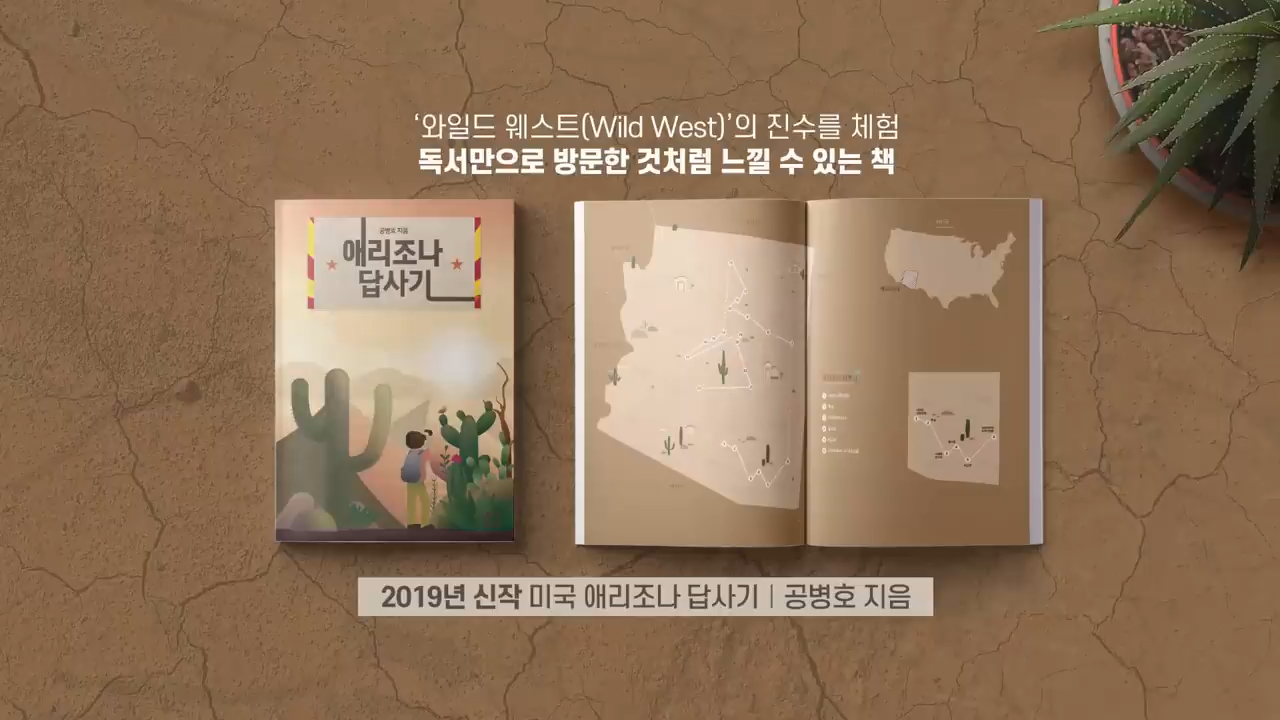 ‘와일드 웨스트(Wild West)’의 진수를 체험
독서만으로 방문한 것처럼 느낄 수 있는 책
공병호 지음
애리조나
답사기
2019년 신작 미국 애리조나 답사기 | 공병호 지음